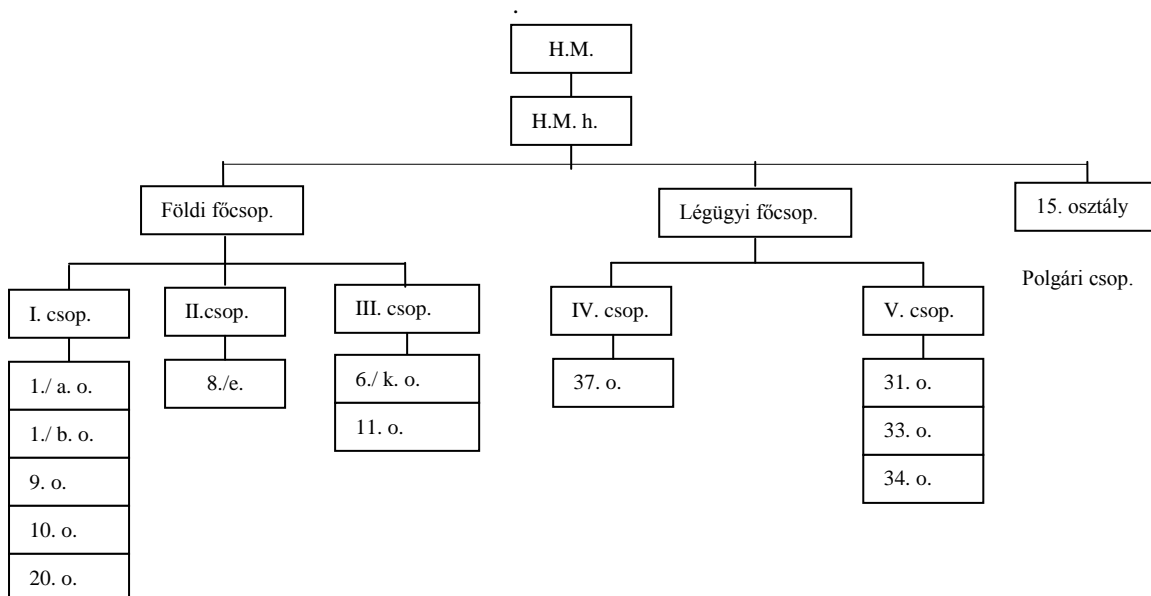 H.M.
H.M. h.
Földi főcsop.
Légügyi főcsop.
15. osztály
Polgári csop.
I. csop.
II.csop.
III. csop.
IV. csop.
V. csop.
1./ a. o.
8./e.
6./ k. o.
37. o.
31. o.
1./ b. o.
11. o.
33. o.
9. o.
34. o.
10. o.
20. o.